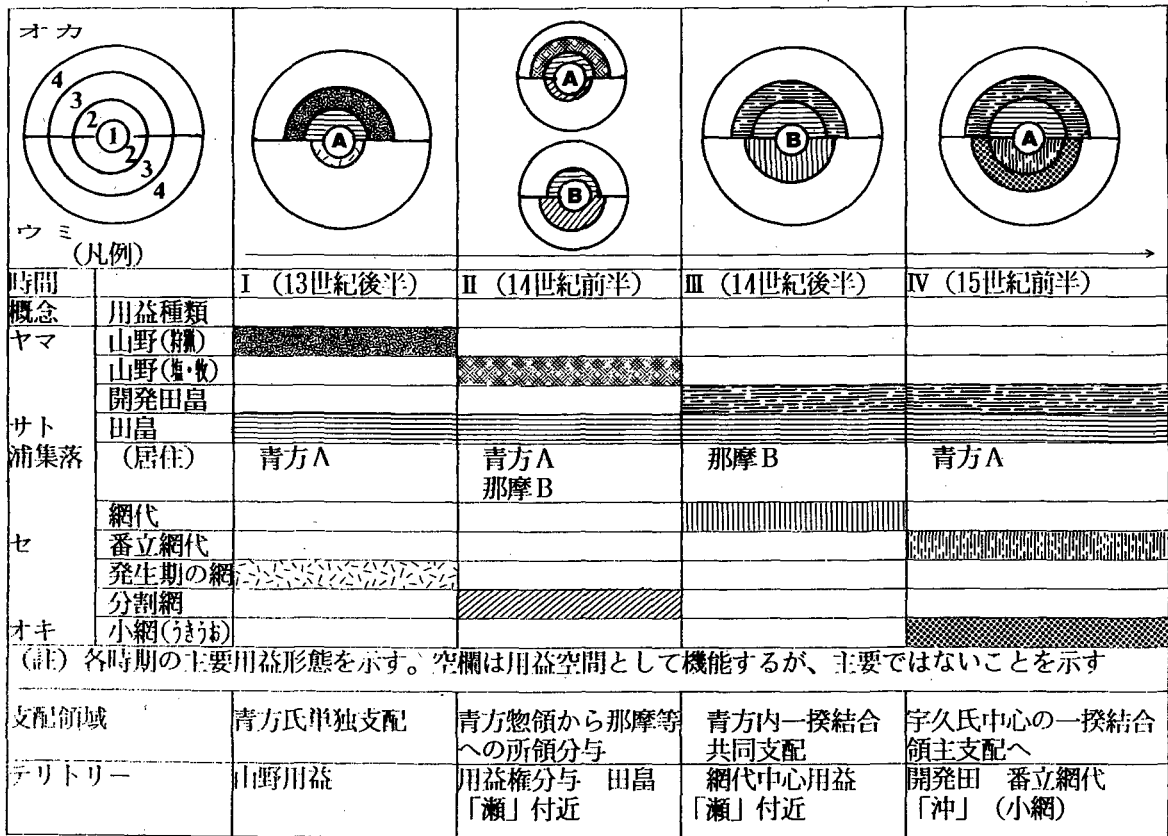 オカ
4
3
2
1
2
3
4
ウミ
(凡例)
A
A
B
B
A
時間 I (13世紀後半) II (14世紀前半) III (14世紀後半) IV (15世紀前半)
概念 用益種類
ヤマ 山野(狩猟)
山野(塩・牧)
開発田畠
サト 田畠
浦集落 (居住) 青方A 青方A 那摩B 青方A
那摩B
網代
セ 番立網代
発生期の網
分割網
オキ 小網(うきうお)
(註) 各時期の主要用益形態を示す。空欄は用益空間として機能するが、主要ではないことを示す
支配領域 青方氏単独支配 青方惣領から那摩等 青方内一揆結合 宇久氏中心の一揆結合
への所領分与 共同支配 領主支配へ
テリトリー 山野用益 用益権分与 田畠 網代中心用益 開発田 番立網代
「瀬」付近 「瀬」付近 「沖」(小網)